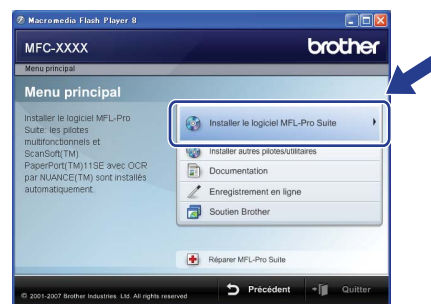 Macromedia Flash Player 8
MFC-XXXX
brother
Menu principal
Menu principal
Installer le logiciel MFL-Pro
Suite: les pilotes
multifonctionnels et
ScanSoft(TM)
PaperPort(TM)11SE avec OCR
par NUANCE(TM) sont installés
automatiquement.
Installer le logiciel MFL-Pro Suite
Installer autres pilotes/utilitaires
Documentation
Enregistrement en ligne
Soutien Brother
Réparer MFL-Pro Suite
© 2001-2007 Brother Industries Ltd. All rights reserved
Précédent
Quitter